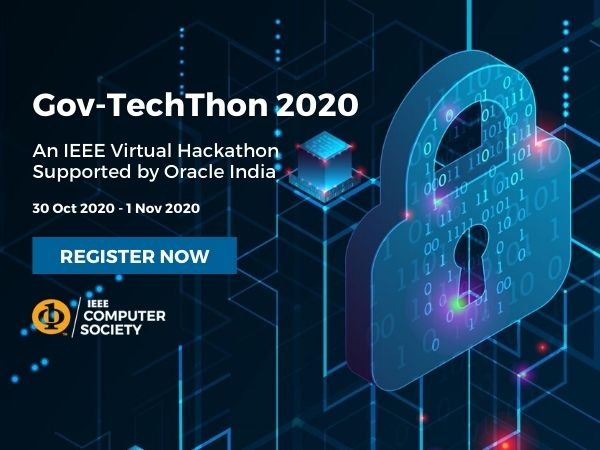 Gov-TechThon 2020
An IEEE Virtual Hackathon
Supported by Oracle India
30 Oct 2020 - 1 Nov 2020
REGISTER NOW
IEEE
COMPUTER
SOCIETY